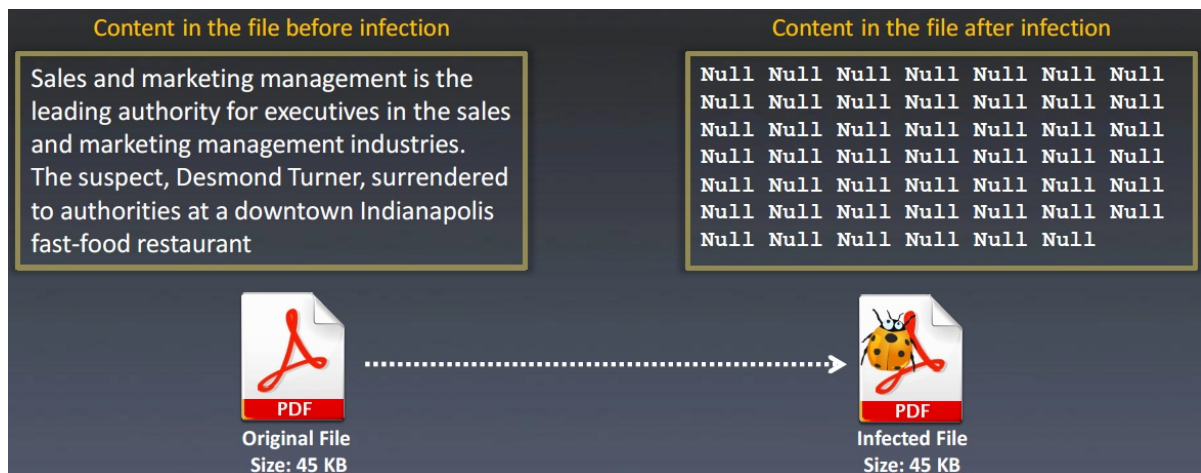 Content in the file before infection
Sales and marketing management is the
leading authority for executives in the sales
and marketing management industries.
The suspect, Desmond Turner, surrendered
to authorities at a downtown Indianapolis
fast-food restaurant
Content in the file after infection
Null Null Null Null Null Null Null
Null Null Null Null Null Null Null
Null Null Null Null Null Null Null
Null Null Null Null Null Null Null
Null Null Null Null Null Null Null
Null Null Null Null Null Null Null
Null Null Null Null Null Null
PDF
Original File
Size: 45 KB
PDF
Infected File
Size: 45 KB